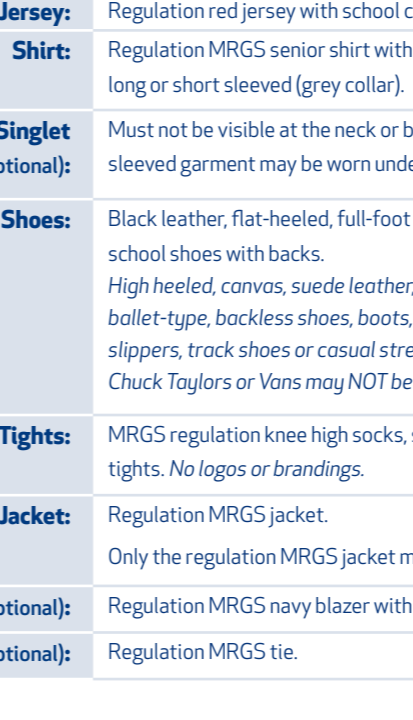 Jersey: Regulation red jersey with school c
Shirt: Regulation MRGS senior shirt with
long or short sleeved (grey collar).
Singlet Must not be visible at the neck or b
otional): sleeved garment may be worn unde
Shoes: Black leather, flat-heeled, full-foot
school shoes with backs.
High heeled, canvas, suede leather,
ballet-type, backless shoes, boots,
slippers, track shoes or casual stre
Chuck Taylors or Vans may NOT be
Tights: MRGS regulation knee high socks, s
tights. No logos or brandings.
Jacket: Regulation MRGS jacket.
Only the regulation MRGS jacket m
otional): Regulation MRGS navy blazer with
otional): Regulation MRGS tie.